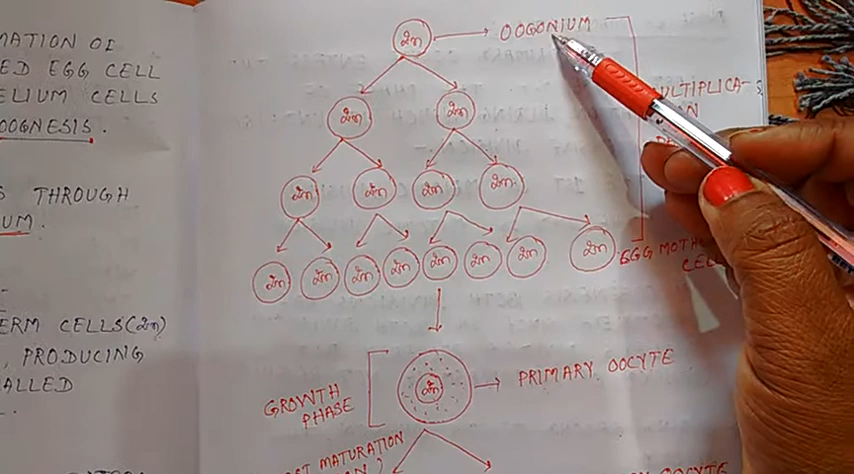 MATION OF
ED EGG CELL
ELIUM CELLS
OOGNESIS.
S THROUGH
UM.
ERM CELLS(2n)
, PRODUCING
ALLED
2n → OOGONIUM
2n 2n
2n 2n 2n 2n
2n 2n 2n 2n 2n 2n 2n 2n
ULTIPLICA-
N
EGG MOTH
CEL
GROWTH
PHASE
2n → PRIMARY OOCYTE
ST MATURATION